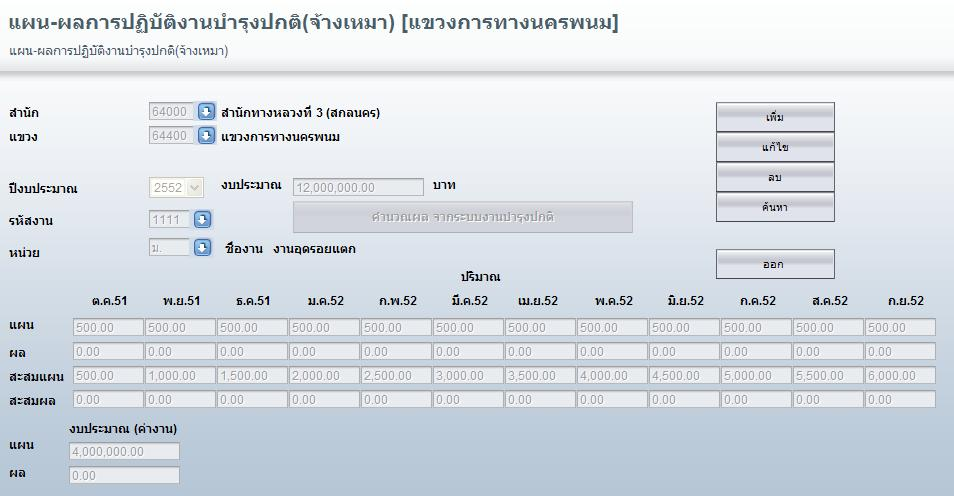 แผน-ผลการปฏิบัติงานบำรุงปกติ(จ้างเหมา) [แขวงการทางนครพนม]
แผน-ผลการปฏิบัติงานบำรุงปกติ(จ้างเหมา)
สำนัก 64000 สำนักทางหลวงที่ 3 (สกลนคร)
แขวง 64400 แขวงการทางนครพนม
เพิ่ม
แก้ไข
ลบ
ค้นหา
ออก
ปีงบประมาณ 2552 งบประมาณ 12,000,000.00 บาท
รหัสงาน 1111 คำนวณผล จากระบบงานบำรุงปกติ
หน่วย ม. ชื่องาน งานอุดรอยแตก
ปริมาณ
ต.ค.51 พ.ย.51 ธ.ค.51 ม.ค.52 ก.พ.52 มี.ค.52 เม.ย.52 พ.ค.52 มิ.ย.52 ก.ค.52 ส.ค.52 ก.ย.52
แผน 500.00 500.00 500.00 500.00 500.00 500.00 500.00 500.00 500.00 500.00 500.00 500.00
ผล 0.00 0.00 0.00 0.00 0.00 0.00 0.00 0.00 0.00 0.00 0.00 0.00
สะสมแผน 500.00 1,000.00 1,500.00 2,000.00 2,500.00 3,000.00 3,500.00 4,000.00 4,500.00 5,000.00 5,500.00 6,000.00
สะสมผล 0.00 0.00 0.00 0.00 0.00 0.00 0.00 0.00 0.00 0.00 0.00 0.00
งบประมาณ (ค่างาน)
แผน 4,000,000.00
ผล 0.00